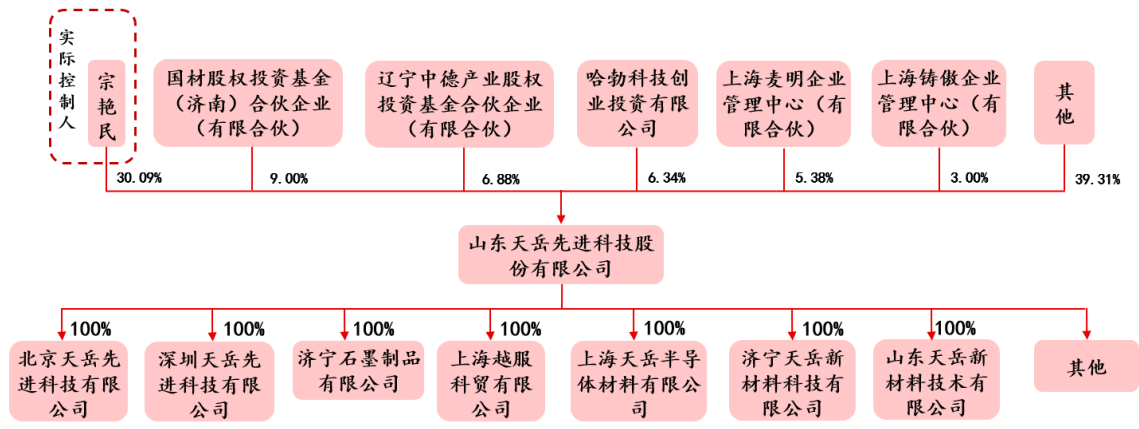 实际控制人
宗艳民
国材股权投资基金
（济南）合伙企业
（有限合伙）
辽宁中德产业股权
投资基金合伙企业
（有限合伙）
哈勃科技创
业投资有限
公司
上海麦明企业
管理中心（有
限合伙）
上海铸傲企业
管理中心（有
限合伙）
其他
30.09%
9.00%
6.88%
6.34%
5.38%
3.00%
39.31%
山东天岳先进科技股
份有限公司
100%
100%
100%
100%
100%
100%
100%
北京天岳先
进科技有限
公司
深圳天岳先
进科技有限
公司
济宁石墨制品
有限公司
上海越服
科贸有限
公司
上海天岳半导
体材料有限公
司
济宁天岳新
材料科技有
限公司
山东天岳新
材料技术有
限公司
其他